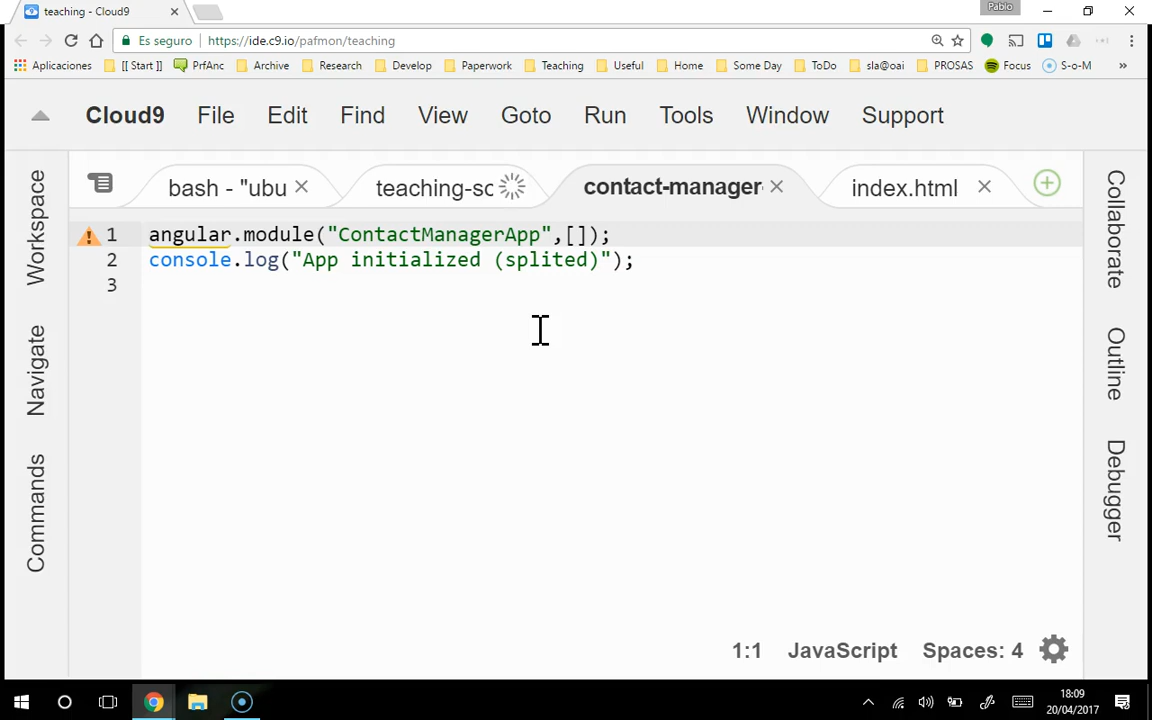 teaching - Cloud9
Pablo
Es seguro https://ide.c9.io/pafmon/teaching
Aplicaciones [[ Start ]] PrfAnc Archive Research Develop Paperwork Teaching Useful Home Some Day ToDo sla@oai PROSAS Focus S-o-M »
Cloud9 File Edit Find View Goto Run Tools Window Support
bash - "ubu teaching-sc contact-manager index.html
Workspace
Navigate
Commands
1 angular.module("ContactManagerApp",[]);
2 console.log("App initialized (splited)");
3
Collaborate
Outline
Debugger
1:1 JavaScript Spaces: 4
18:09
20/04/2017